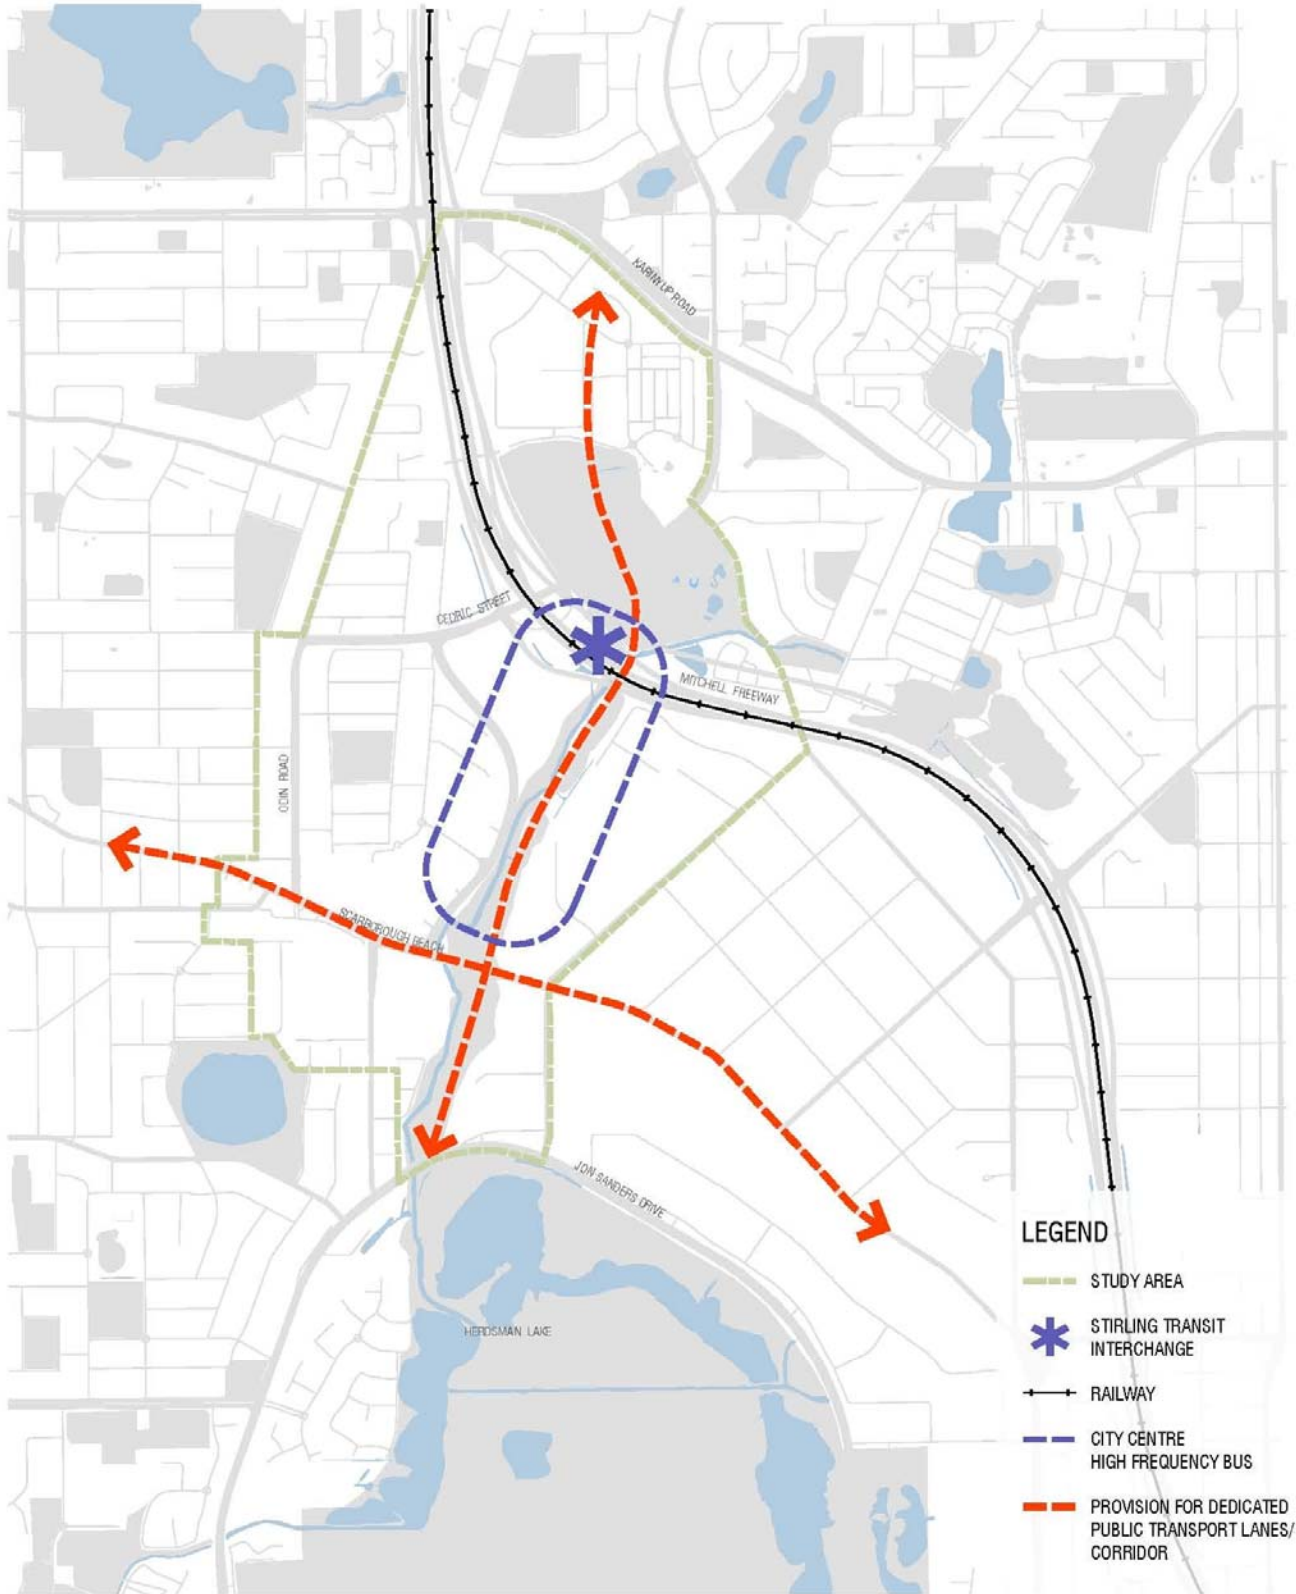 KARINYUP ROAD
CEDRIC STREET
MITCHELL FREEWAY
ODIN ROAD
SCARBOROUGH BEACH
JON SANDERS DRIVE
HERDSMAN LAKE
LEGEND
STUDY AREA
STIRLING TRANSIT
INTERCHANGE
RAILWAY
CITY CENTRE
HIGH FREQUENCY BUS
PROVISION FOR DEDICATED
PUBLIC TRANSPORT LANES/
CORRIDOR